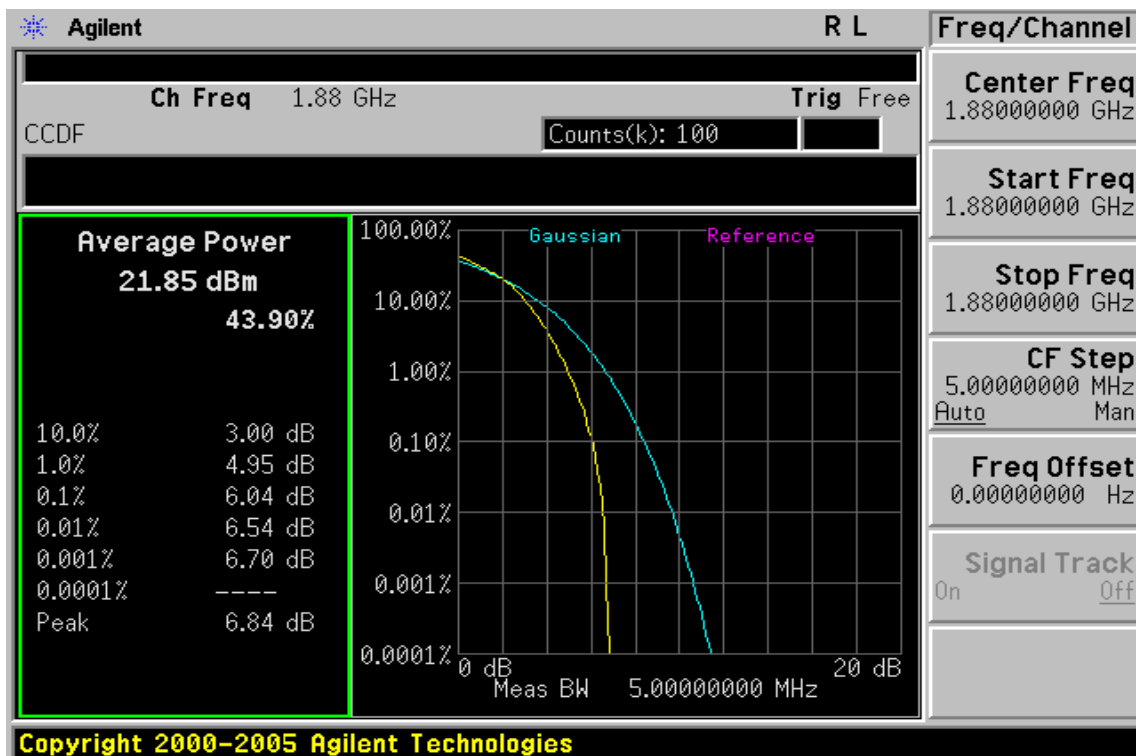 Agilent R L
Ch Freq 1.88 GHz Trig Free
CCDF Counts(k): 100
Average Power
21.85 dBm
43.90%
10.0% 3.00 dB
1.0% 4.95 dB
0.1% 6.04 dB
0.01% 6.54 dB
0.001% 6.70 dB
0.0001% ----
Peak 6.84 dB
Gaussian Reference
100.00%
10.00%
1.00%
0.10%
0.01%
0.001%
0.0001%
0 dB 20 dB
Meas BW 5.00000000 MHz
Freq/Channel
Center Freq
1.88000000 GHz
Start Freq
1.88000000 GHz
Stop Freq
1.88000000 GHz
CF Step
5.00000000 MHz
Auto Man
Freq Offset
0.00000000 Hz
Signal Track
On Off
Copyright 2000-2005 Agilent Technologies